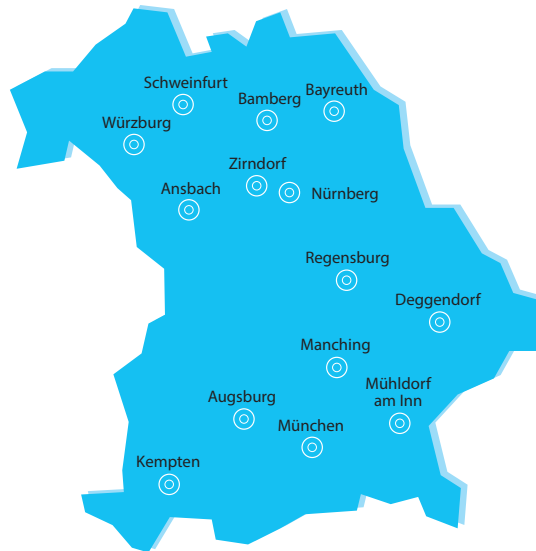 Schweinfurt
Bayreuth
Bamberg
Würzburg
Zirndorf
Ansbach
Nürnberg
Regensburg
Deggendorf
Manching
Mühldorf
am Inn
Augsburg
München
Kempten